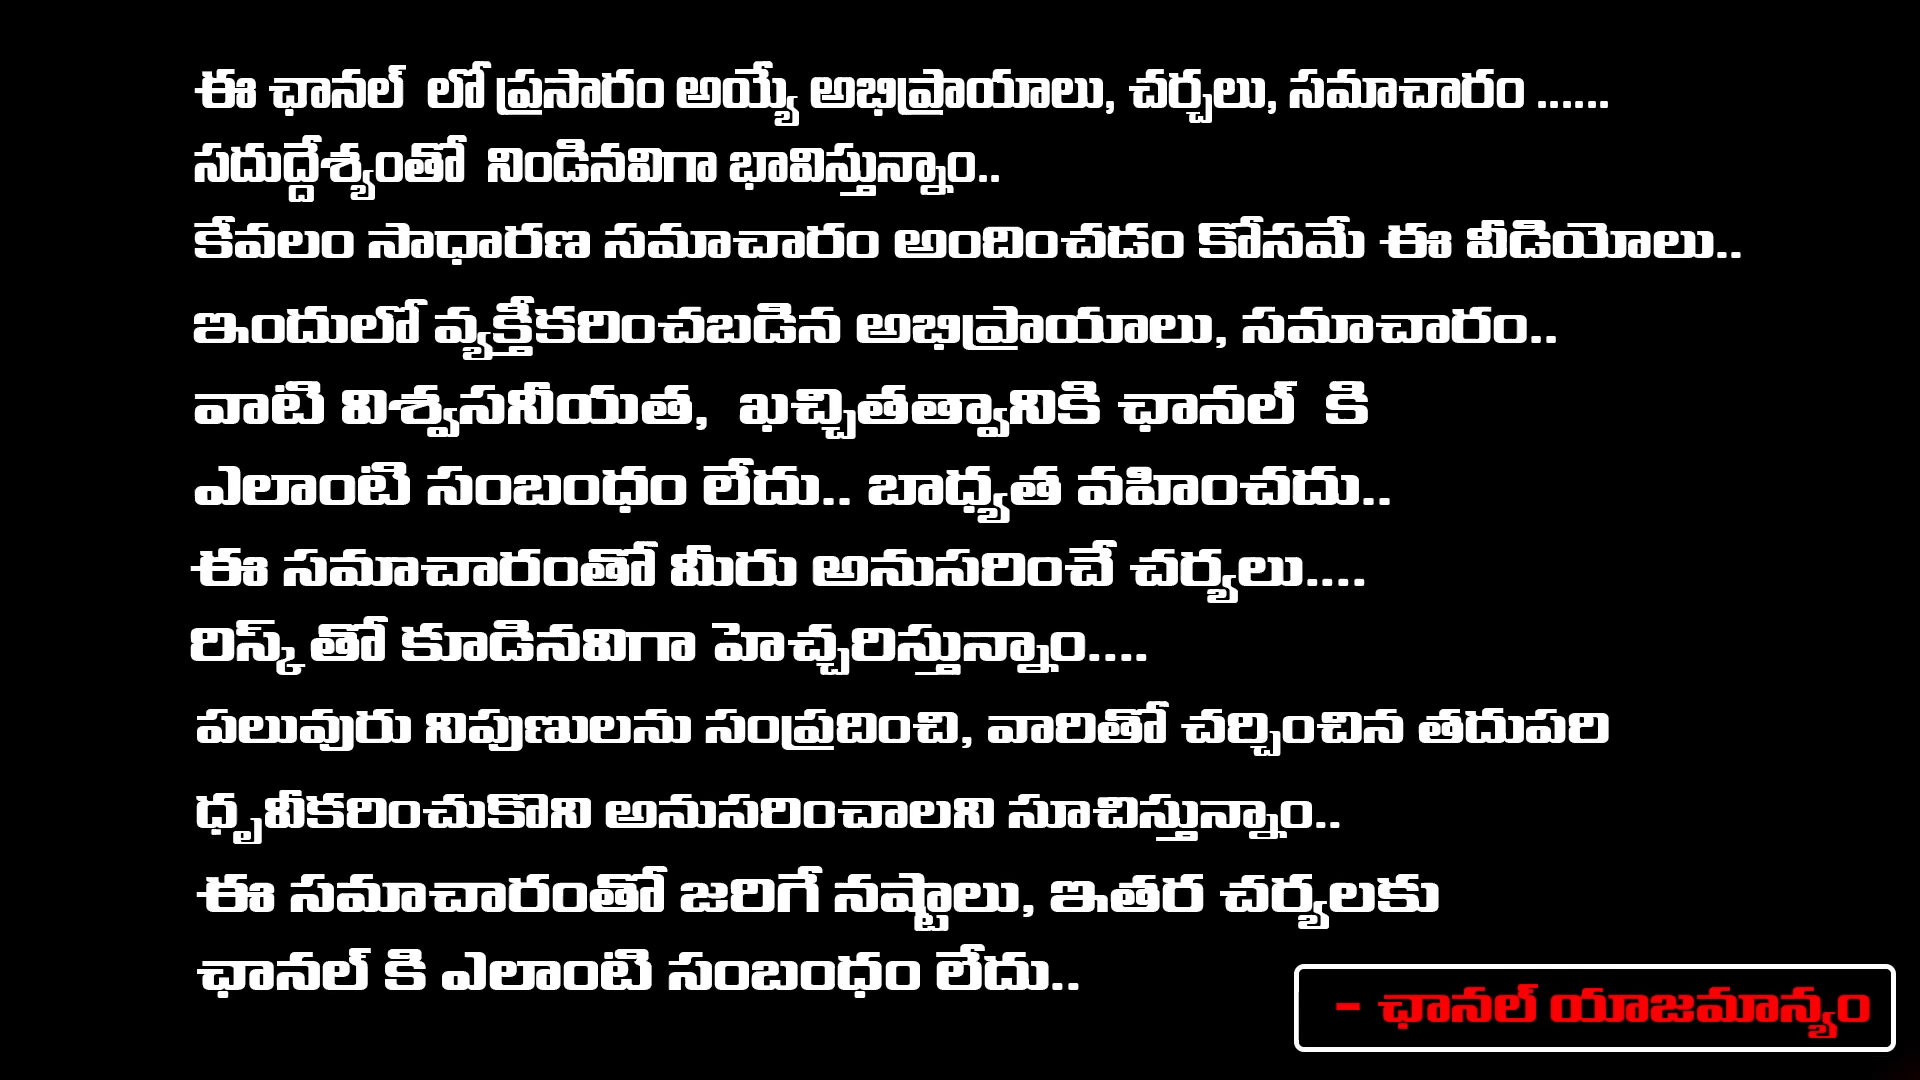 ఈ ఛానల్ లో ప్రసారం అయ్యే అభిప్రాయాలు, చర్చలు, సమాచారం ......
సదుద్దేశ్యంతో నిండినవిగా భావిస్తున్నాం..
కేవలం సాధారణ సమాచారం అందించడం కోసమే ఈ వీడియోలు..
ఇందులో వ్యక్తీకరించబడిన అభిప్రాయాలు, సమాచారం..
వాటి విశ్వసనీయత, ఖచ్చితత్వానికి ఛానల్ కి
ఎలాంటి సంబంధం లేదు.. బాధ్యత వహించదు..
ఈ సమాచారంతో మీరు అనుసరించే చర్యలు....
రిస్క్ తో కూడినవిగా హెచ్చరిస్తున్నాం....
పలువురు నిపుణులను సంప్రదించి, వారితో చర్చించిన తదుపరి
ధృవీకరించుకొని అనుసరించాలని సూచిస్తున్నాం..
ఈ సమాచారంతో జరిగే నష్టాలు, ఇతర చర్యలకు
ఛానల్ కి ఎలాంటి సంబంధం లేదు..
- ఛానల్ యాజమాన్యం